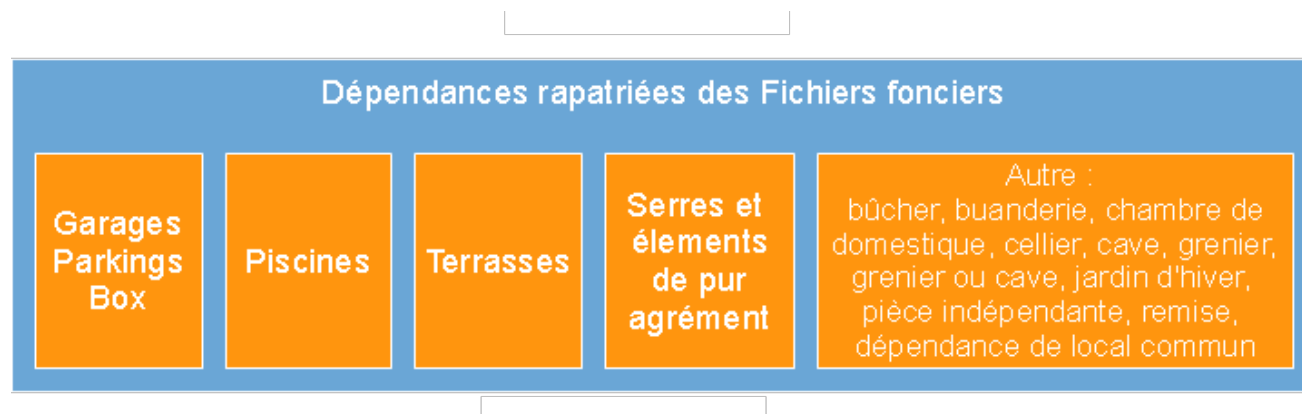 Dépendances rapatriées des Fichiers fonciers
Garages
Parkings
Box
Piscines
Terrasses
Serres et
élements
de pur
agrément
Autre :
bûcher, buanderie, chambre de
domestique, cellier, cave, grenier,
grenier ou cave, jardin d'hiver,
pièce indépendante, remise,
dépendance de local commun